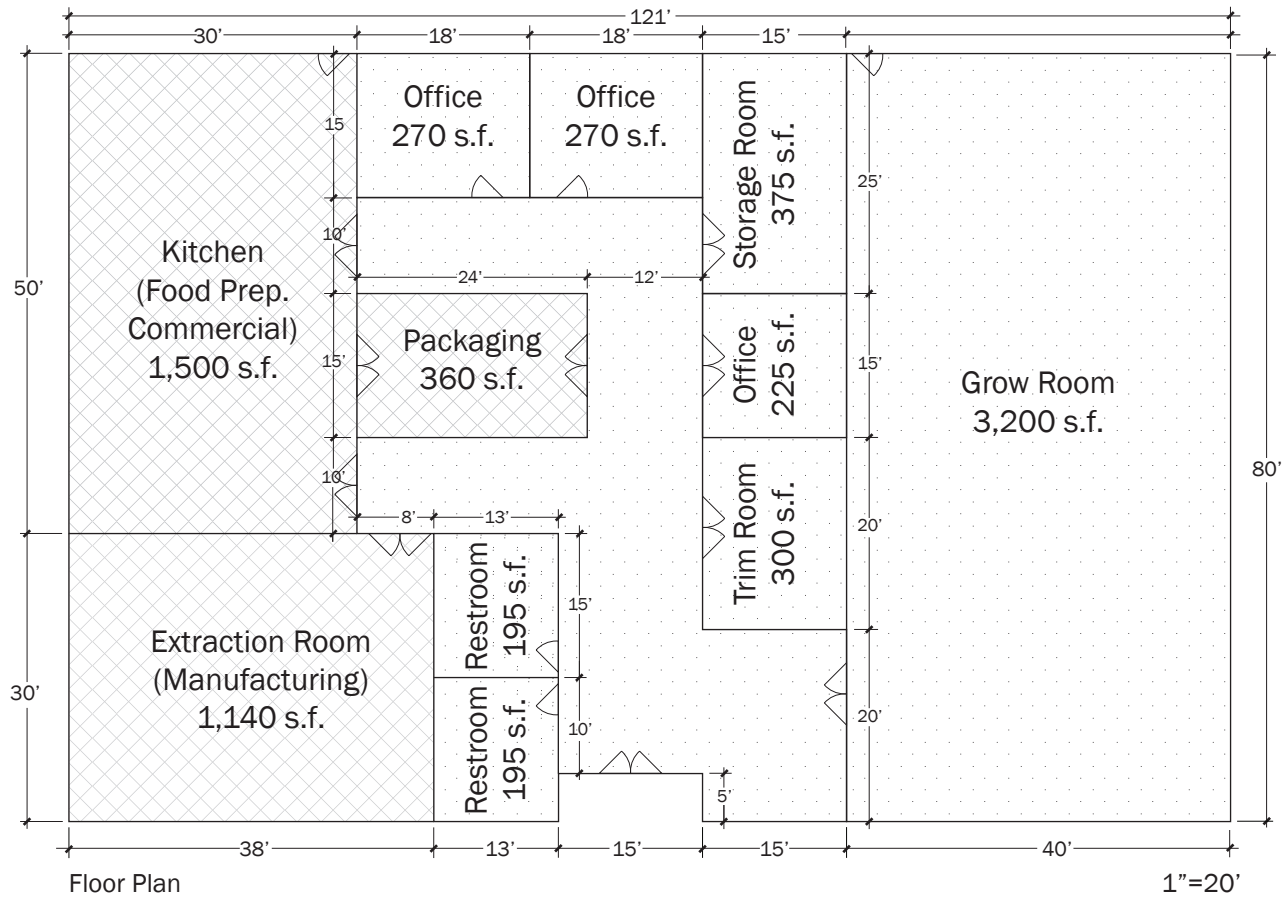 121’
30’
18’
18’
15’
Office
270 s.f.
Office
270 s.f.
Storage Room
375 s.f.
15
25’
10’
Kitchen
(Food Prep.
Commercial)
1,500 s.f.
50’
24’
12’
Packaging
360 s.f.
15’
Office
225 s.f.
15’
Grow Room
3,200 s.f.
80’
10’
8’
13’
Trim Room
300 s.f.
20’
Restroom
195 s.f.
15’
Extraction Room
(Manufacturing)
1,140 s.f.
30’
Restroom
195 s.f.
10’
20’
5’
38’
13’
15’
15’
40’
Floor Plan
1”=20’